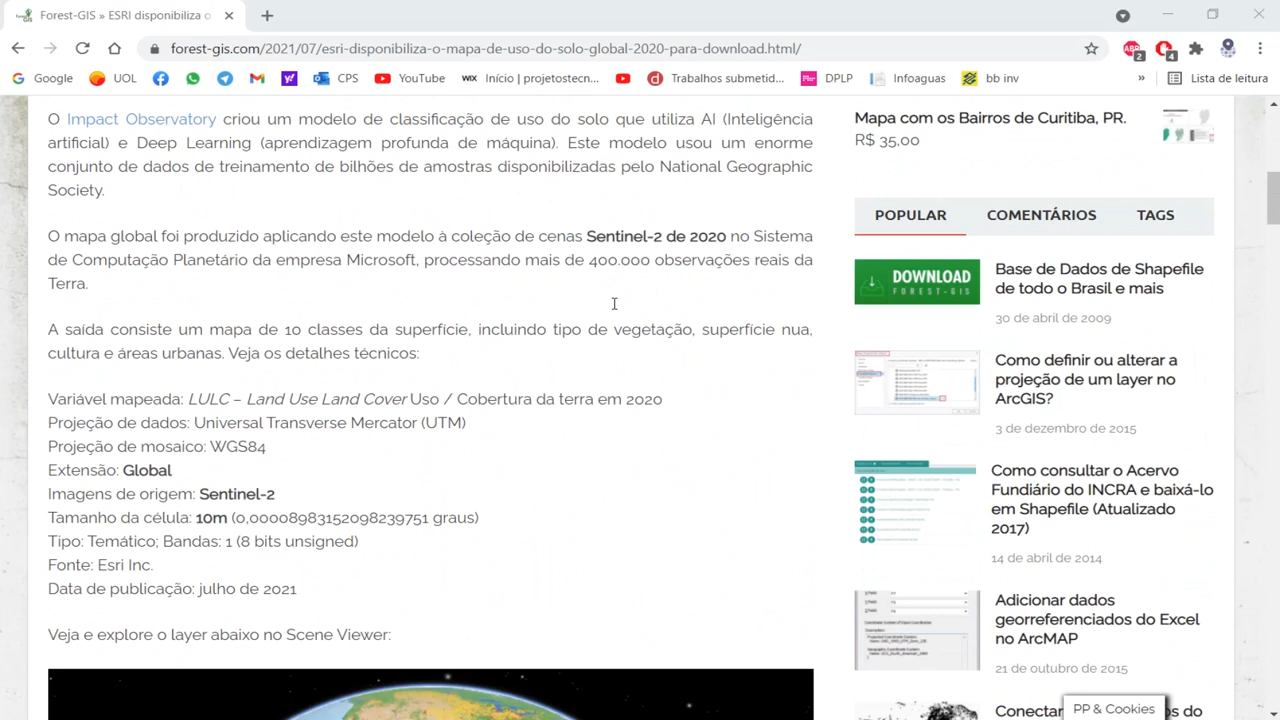 Forest-GIS » ESRI disponibiliza o
forest-gis.com/2021/07/esri-disponibiliza-o-mapa-de-uso-do-solo-global-2020-para-download.html/
2
4
Google
UOL
CPS
YouTube
WIX
Início | projetostecn...
Trabalhos submetid...
DPLP
Infoaguas
bb inv
»
Lista de leitura
O Impact Observatory criou um modelo de classificação de uso do solo que utiliza AI (Inteligência
artificial) e Deep Learning (aprendizagem profunda de máquina). Este modelo usou um enorme
conjunto de dados de treinamento de bilhões de amostras disponibilizadas pelo National Geographic
Society.
O mapa global foi produzido aplicando este modelo à coleção de cenas Sentinel-2 de 2020 no Sistema
de Computação Planetário da empresa Microsoft, processando mais de 400.000 observações reais da
Terra.
A saída consiste um mapa de 10 classes da superfície, incluindo tipo de vegetação, superfície nua,
cultura e áreas urbanas. Veja os detalhes técnicos:
Variável mapeada: LULC – Land Use Land Cover Uso / Cobertura da terra em 2020
Projeção de dados: Universal Transverse Mercator (UTM)
Projeção de mosaico: WGS84
Extensão: Global
Imagens de origem: Sentinel-2
Tamanho da célula: 10m (0,00008983152098239751 graus)
Tipo: Temático. Banda: 1 (8 bits unsigned)
Fonte: Esri Inc.
Data de publicação: julho de 2021
Veja e explore o layer abaixo no Scene Viewer:
Mapa com os Bairros de Curitiba, PR.
R$ 35,00
POPULAR
COMENTÁRIOS
TAGS
DOWNLOAD
FOREST-GIS
Base de Dados de Shapefile
de todo o Brasil e mais
30 de abril de 2009
Como definir ou alterar a
projeção de um layer no
ArcGIS?
3 de dezembro de 2015
Como consultar o Acervo
Fundiário do INCRA e baixá-lo
em Shapefile (Atualizado
2017)
14 de abril de 2014
Adicionar dados
georreferenciados do Excel
no ArcMAP
21 de outubro de 2015
PP & Cookies